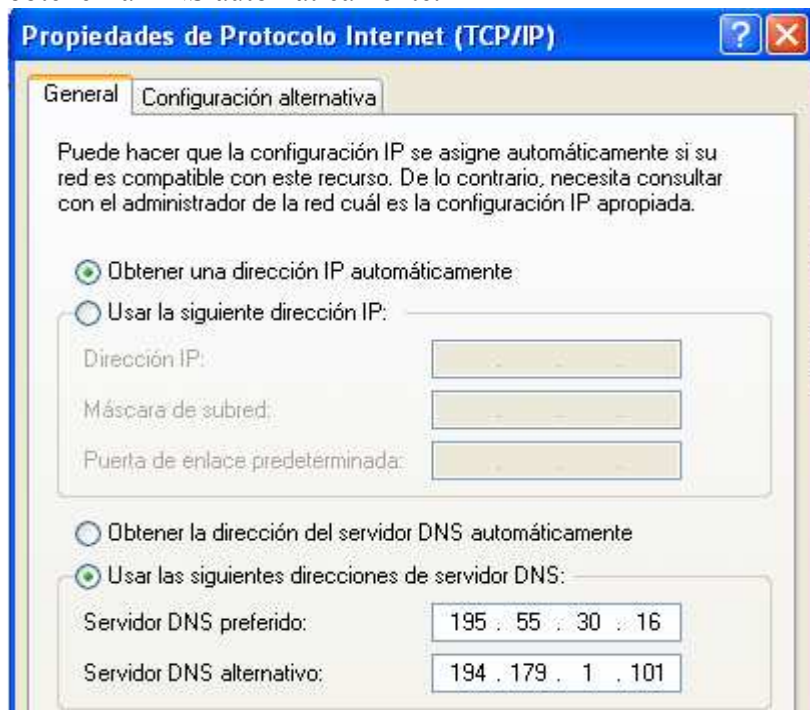 Propiedades de Protocolo Internet (TCP/IP)
General
Configuración alternativa
Puede hacer que la configuración IP se asigne automáticamente si su
red es compatible con este recurso. De lo contrario, necesita consultar
con el administrador de la red cuál es la configuración IP apropiada.
Obtener una dirección IP automáticamente
Usar la siguiente dirección IP:
Dirección IP:
Máscara de subred:
Puerta de enlace predeterminada:
Obtener la dirección del servidor DNS automáticamente
Usar las siguientes direcciones de servidor DNS:
Servidor DNS preferido: 195 . 55 . 30 . 16
Servidor DNS alternativo: 194 . 179 . 1 . 101